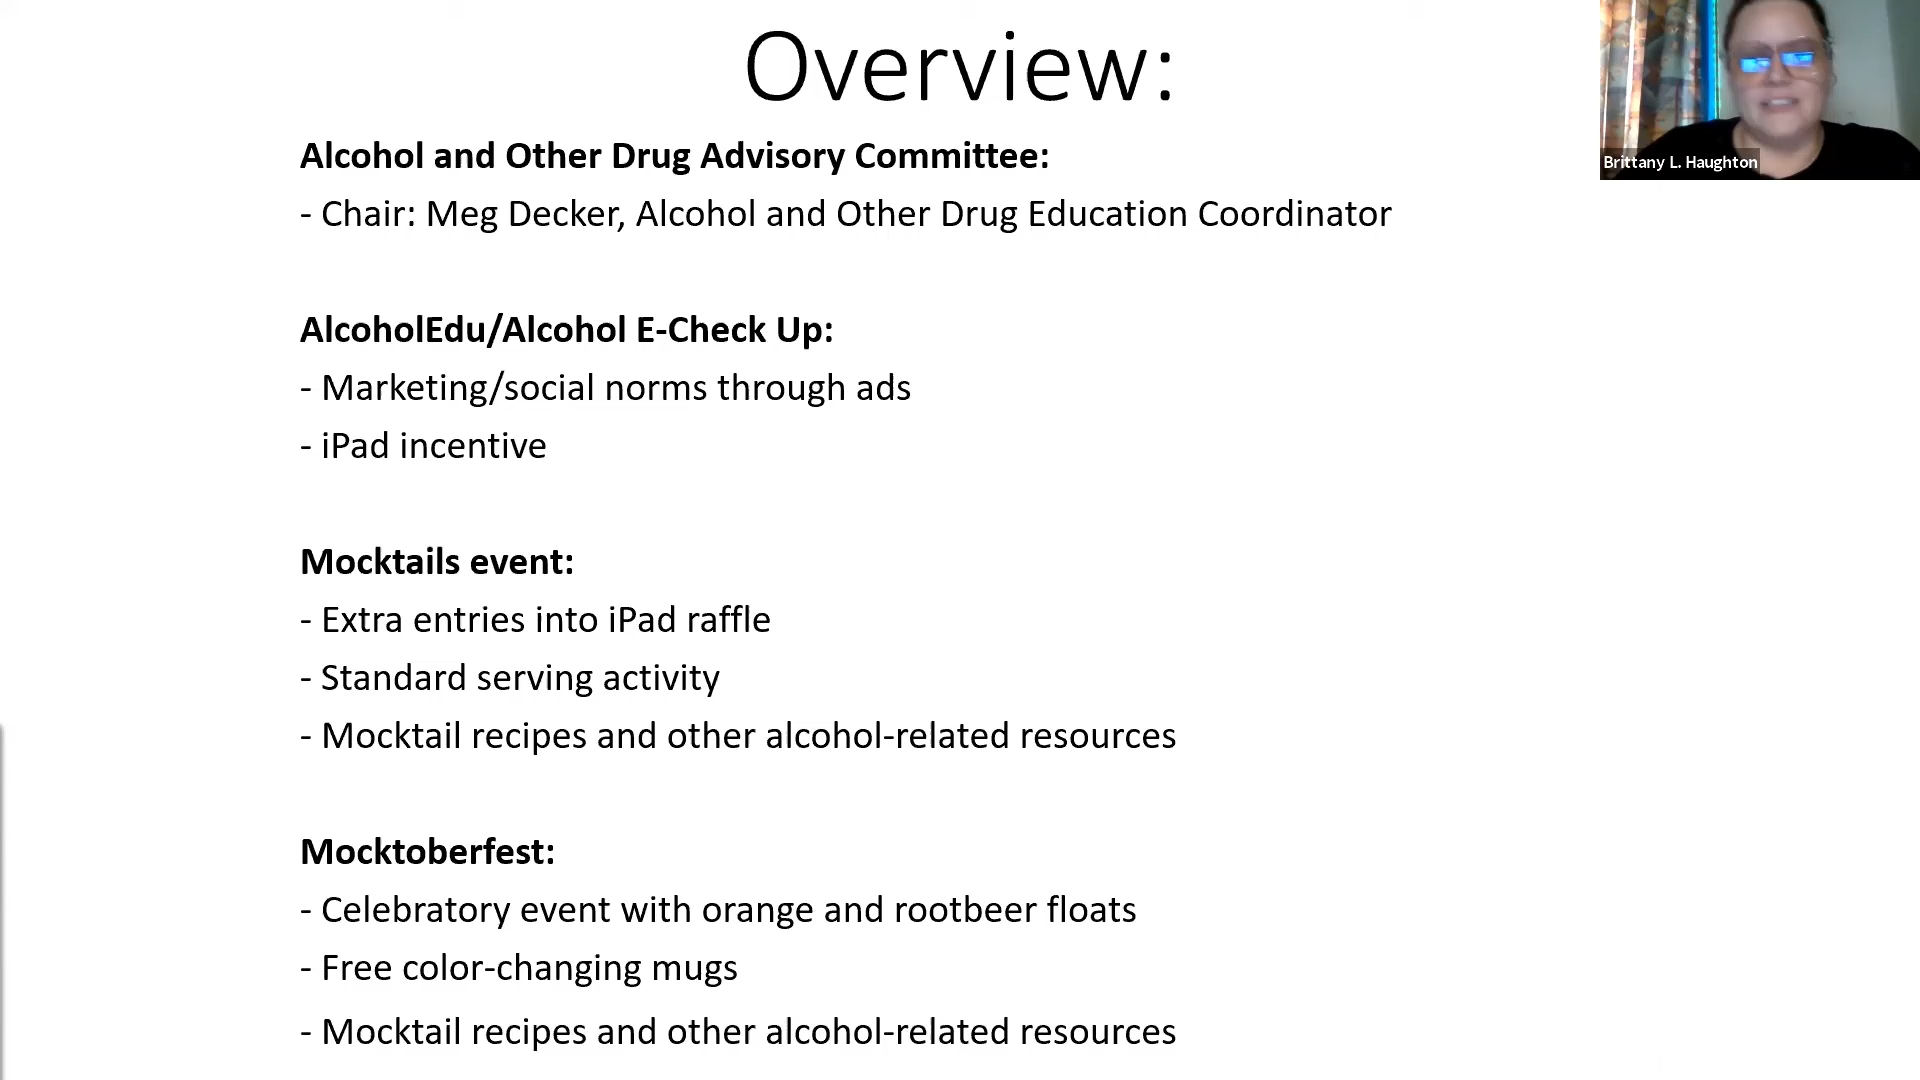 Overview:
Alcohol and Other Drug Advisory Committee:
- Chair: Meg Decker, Alcohol and Other Drug Education Coordinator
AlcoholEdu/Alcohol E-Check Up:
- Marketing/social norms through ads
- iPad incentive
Mocktails event:
- Extra entries into iPad raffle
- Standard serving activity
- Mocktail recipes and other alcohol-related resources
Mocktoberfest:
- Celebratory event with orange and rootbeer floats
- Free color-changing mugs
- Mocktail recipes and other alcohol-related resources
Brittany L. Haughton